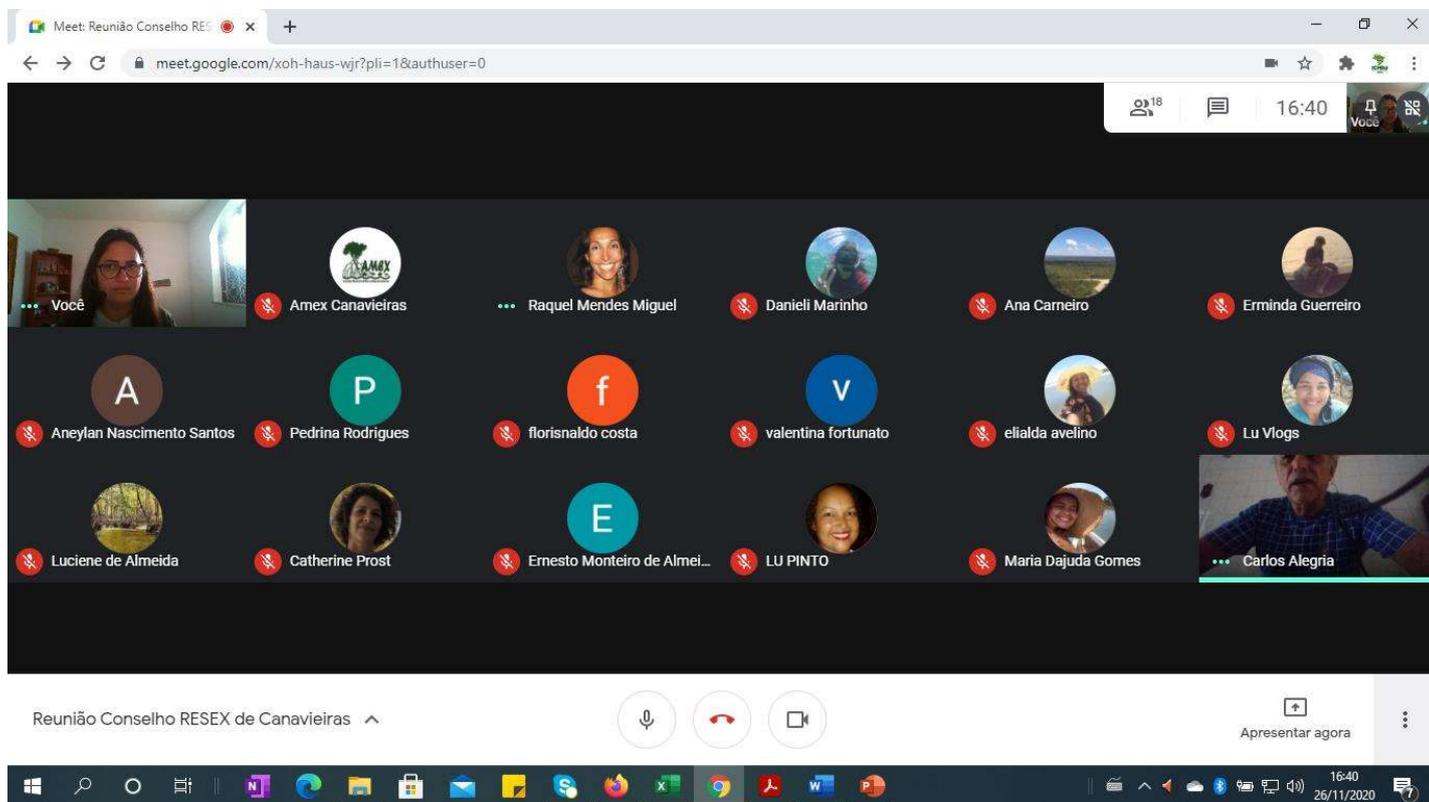 Meet: Reunião Conselho RES
meet.google.com/xoh-haus-wjr?pli=1&authuser=0
18
16:40
Você
Você
Amex Canavieiras
Raquel Mendes Miguel
Danieli Marinho
Ana Carneiro
Erminda Guerreiro
AMEX
A
P
f
v
Aneylan Nascimento Santos
Pedrina Rodrigues
florisnaldo costa
valentina fortunato
elialda avelino
Lu Vlogs
E
Luciene de Almeida
Catherine Prost
Ernesto Monteiro de Almei...
LU PINTO
Maria Dajuda Gomes
Carlos Alegria
Reunião Conselho RESEX de Canavieiras
Apresentar agora
16:40
26/11/2020
7